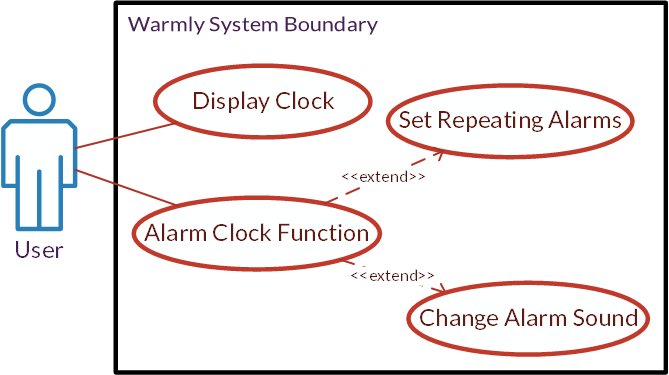 Warmly System Boundary
Display Clock
Set Repeating Alarms
<<extend>>
User
Alarm Clock Function
<<extend>>
Change Alarm Sound